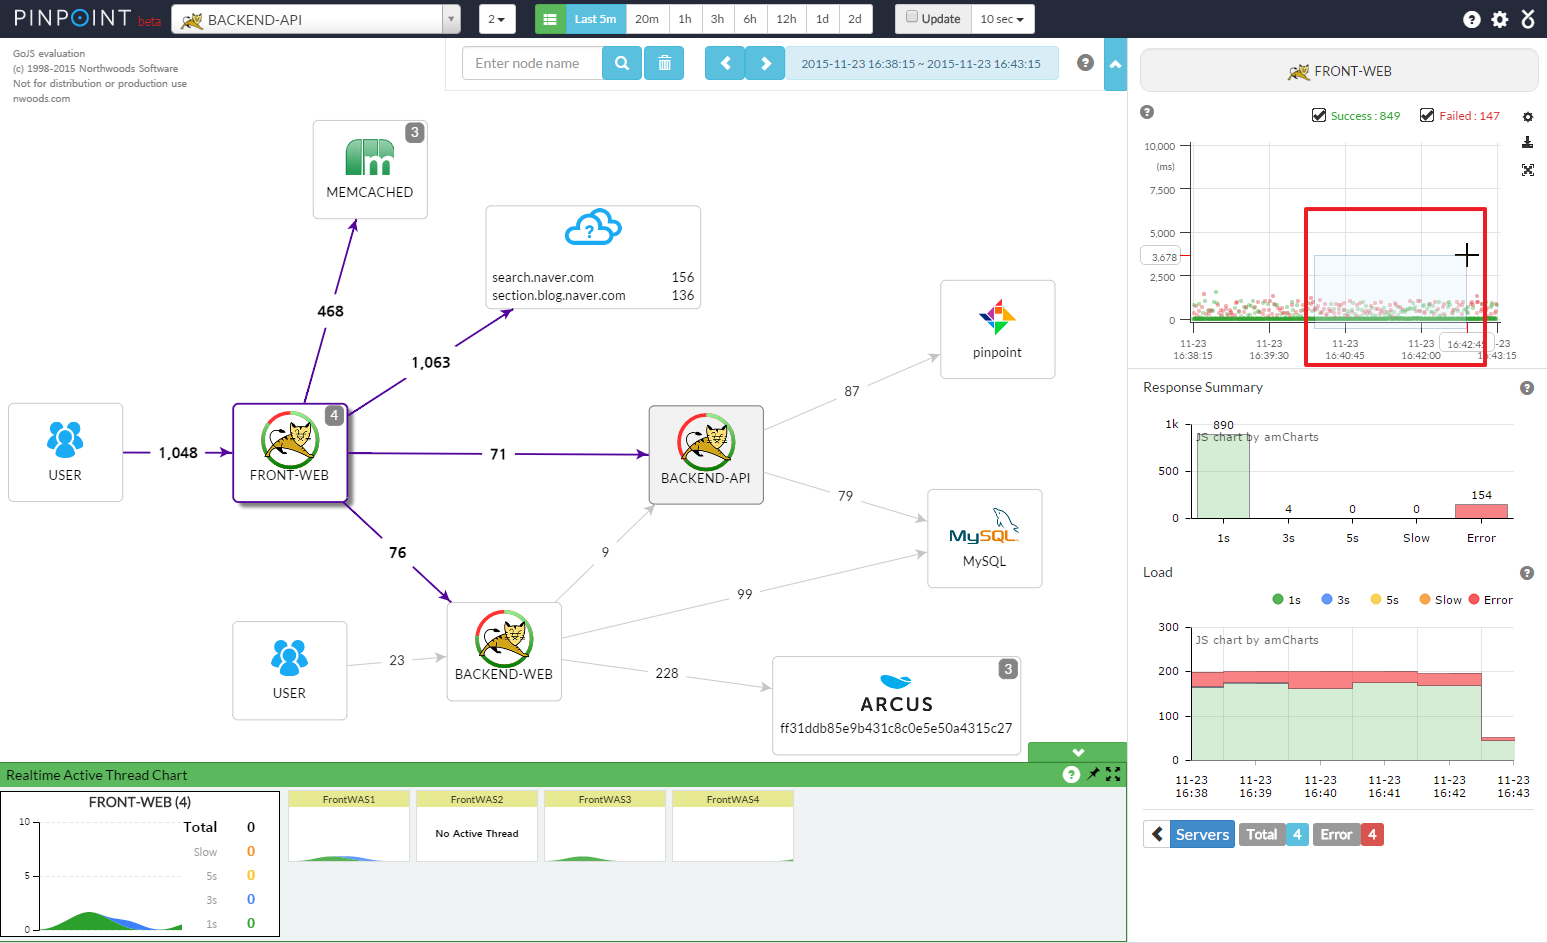 PINPOINT beta
BACKEND-API
2
Last 5m 20m 1h 3h 6h 12h 1d 2d
Update 10 sec
GoJS evaluation
(c) 1998-2015 Northwoods Software
Not for distribution or production use
nwoods.com
Enter node name
2015-11-23 16:38:15 ~ 2015-11-23 16:43:15
3
MEMCACHED
search.naver.com 156
section.blog.naver.com 136
468
1,063
pinpoint
87
USER
1,048
4
FRONT-WEB
71
BACKEND-API
79
MySQL
MySQL
76
9
99
USER
23
BACKEND-WEB
228
3
ARCUS
ff31ddb85e9b431c8c0e5e50a4315c27
FRONT-WEB
Success : 849 Failed : 147
10,000
(ms)
7,500
5,000
3,678
2,500
0
11-23 16:38:15
11-23 16:39:30
11-23 16:40:45
11-23 16:42:00
16:42:45
-23 16:43:15
Response Summary
1k
500
0
890
JS chart by amCharts
4
0
0
154
1s 3s 5s Slow Error
Load
1s 3s 5s Slow Error
300
200
100
0
JS chart by amCharts
11-23 16:38
11-23 16:39
11-23 16:40
11-23 16:41
11-23 16:42
11-23 16:43
Servers Total 4 Error 4
Realtime Active Thread Chart
FRONT-WEB (4)
10
5
0
Total 0
Slow 0
5s 0
3s 0
1s 0
FrontWAS1
FrontWAS2
No Active Thread
FrontWAS3
FrontWAS4